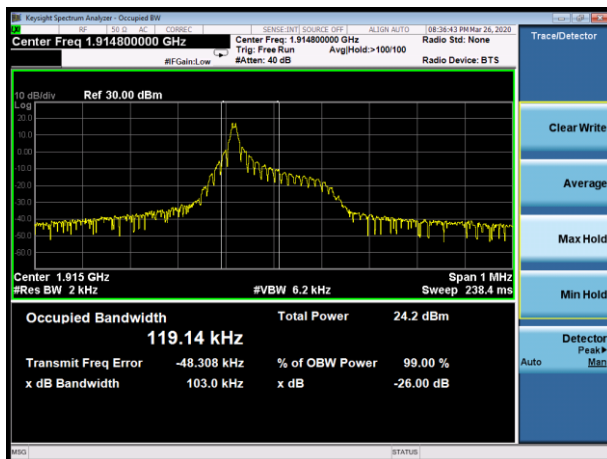 Keysight Spectrum Analyzer - Occupied BW
RF 50 Ω AC CORREC SENSE:INT SOURCE OFF ALIGN AUTO 08:36:43 PM Mar 26, 2020
Center Freq 1.914800000 GHz Center Freq: 1.914800000 GHz Radio Std: None Trace/Detector
Trig: Free Run Avg|Hold:>100/100
#IFGain:Low #Atten: 40 dB Radio Device: BTS
10 dB/div Ref 30.00 dBm
Log
20.0
10.0
0.00
-10.0
-20.0
-30.0
-40.0
-50.0
-60.0
Center 1.915 GHz Span 1 MHz
#Res BW 2 kHz #VBW 6.2 kHz Sweep 238.4 ms
Occupied Bandwidth Total Power 24.2 dBm
119.14 kHz
Transmit Freq Error -48.308 kHz % of OBW Power 99.00 %
x dB Bandwidth 103.0 kHz x dB -26.00 dB
Clear Write
Average
Max Hold
Min Hold
Detector
Peak▶
Auto Man
MSG STATUS